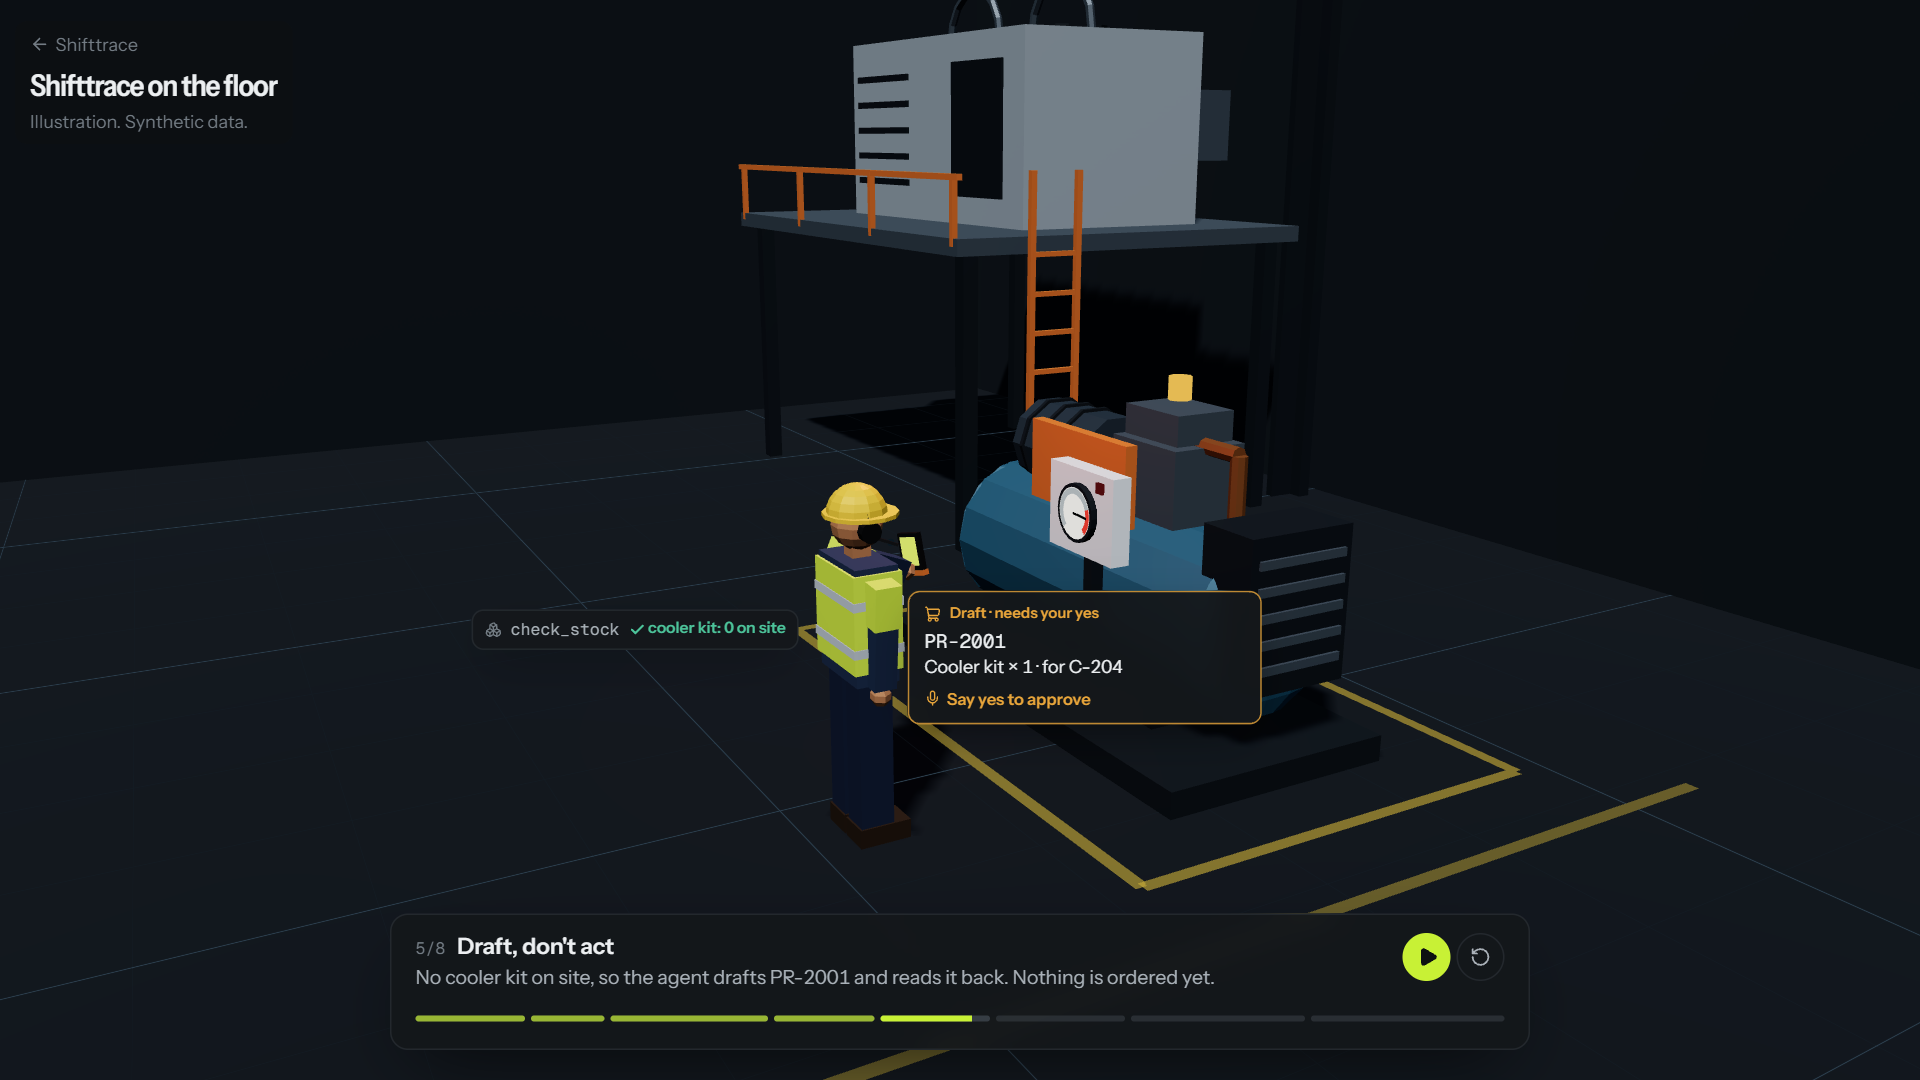 Shifttrace
Shifttrace on the floor
Illustration. Synthetic data.
check_stock cooler kit: 0 on site
Draft · needs your yes
PR-2001
Cooler kit × 1 · for C-204
Say yes to approve
5/8 Draft, don't act
No cooler kit on site, so the agent drafts PR-2001 and reads it back. Nothing is ordered yet.